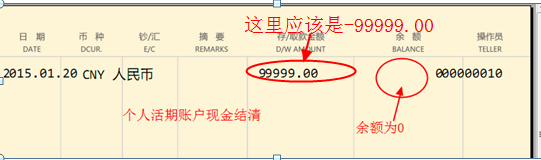 这里应该是-99999.00
日 期 币 种 钞/汇 摘 要 存/取款金额 余 额 操作员
DATE DCUR. E/C REMARKS D/W AMOUNT BALANCE TELLER
2015.01.20 CNY 人民币 99999.00 000000010
个人活期账户现金结清
余额为0